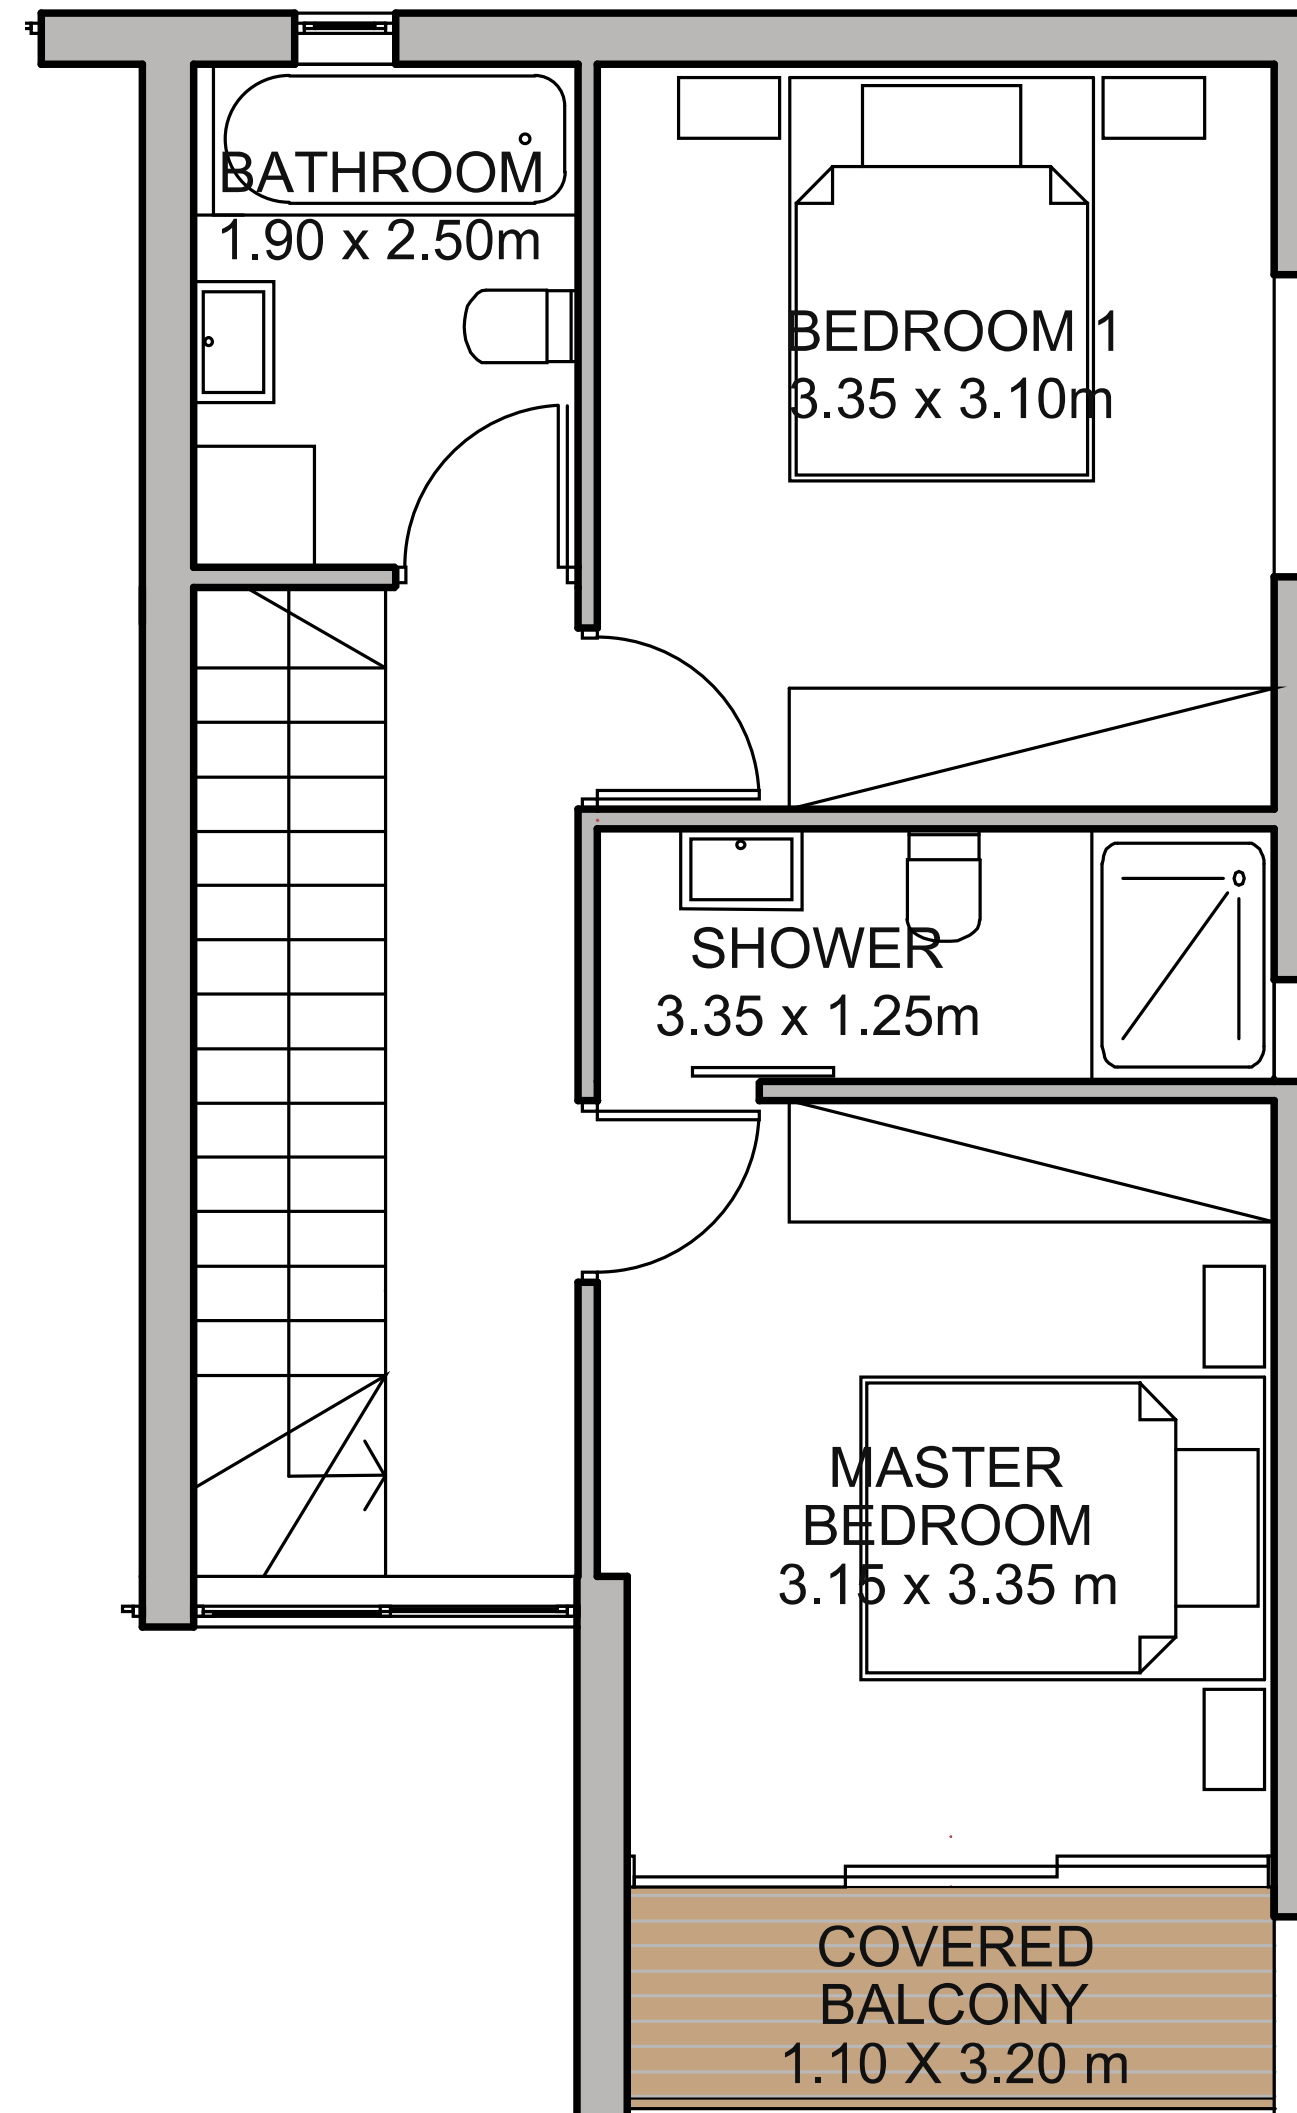 BATHROOM
1.90 x 2.50m
BEDROOM 1
3.35 x 3.10m
SHOWER
3.35 x 1.25m
MASTER
BEDROOM
3.15 x 3.35 m
COVERED
BALCONY
1.10 X 3.20 m